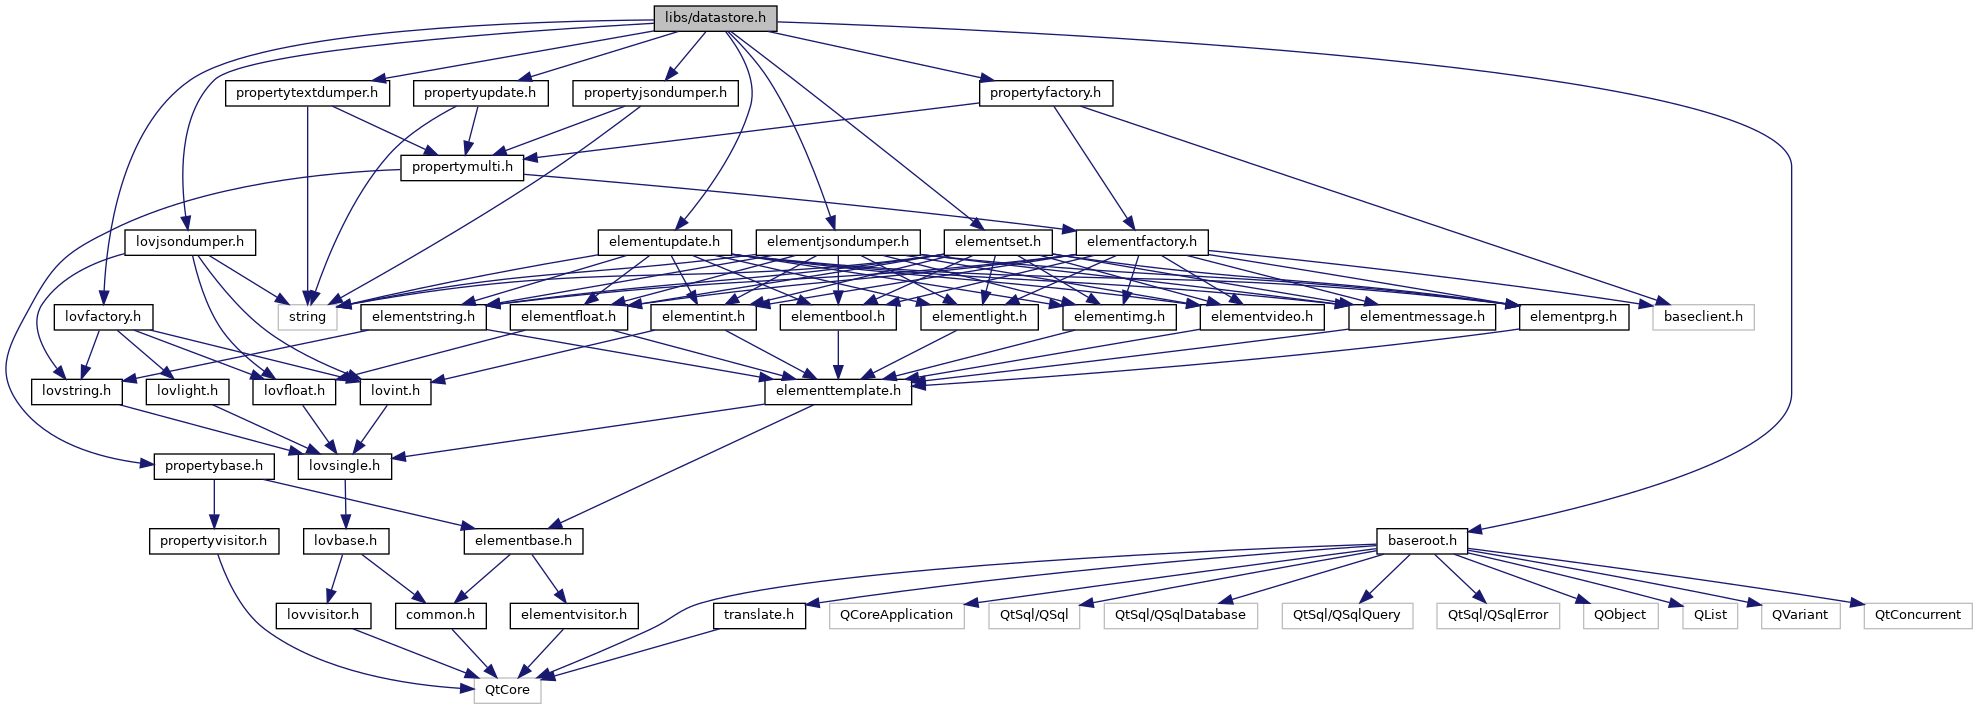 libs/datastore.h
propertytextdumper.h
propertyupdate.h
propertyjsondumper.h
propertyfactory.h
propertymulti.h
lovjsondumper.h
elementupdate.h
elementjsondumper.h
elementset.h
elementfactory.h
lovfactory.h
string
elementstring.h
elementfloat.h
elementint.h
elementbool.h
elementlight.h
elementimg.h
elementvideo.h
elementmessage.h
elementprg.h
baseclient.h
lovstring.h
lovlight.h
lovfloat.h
lovint.h
elementtemplate.h
propertybase.h
lovsingle.h
propertyvisitor.h
lovbase.h
elementbase.h
baseroot.h
lovvisitor.h
common.h
elementvisitor.h
translate.h
QCoreApplication
QtSql/QSql
QtSql/QSqlDatabase
QtSql/QSqlQuery
QtSql/QSqlError
QObject
QList
QVariant
QtConcurrent
QtCore